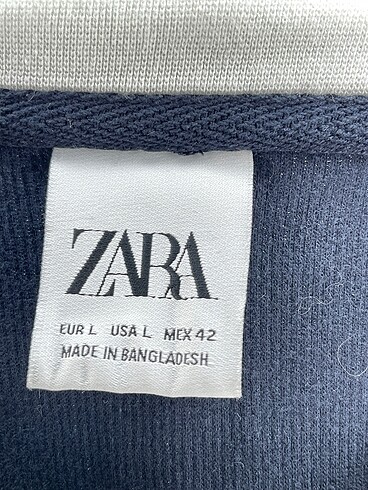 ZARA
EUR L USA L MEX 42
MADE IN BANGLADESH